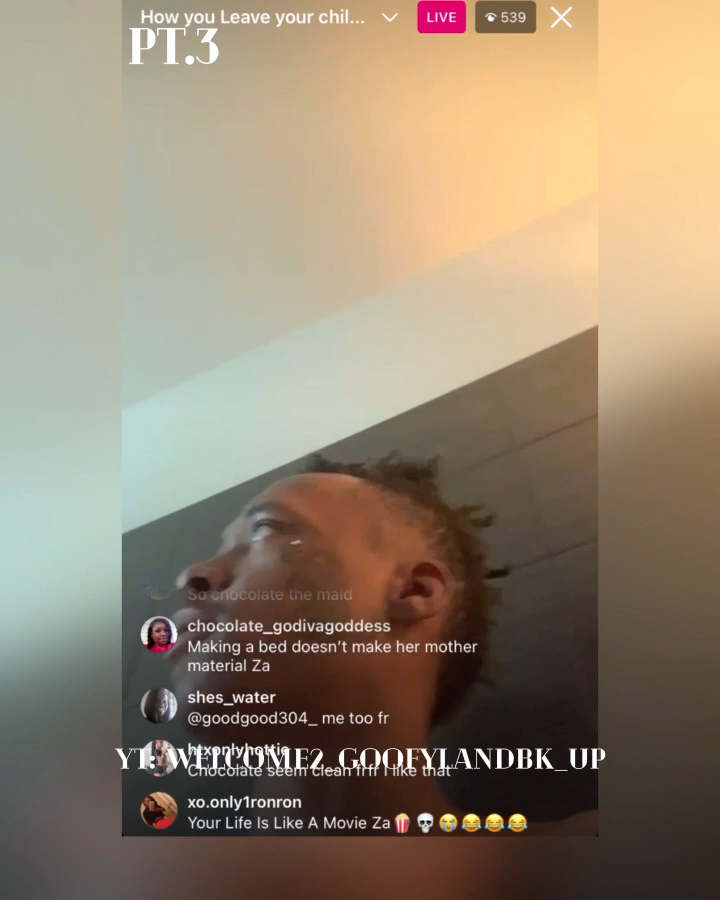 How you Leave your chil...
LIVE
539
PT.3
So chocolate the maid
chocolate_godivagoddess
Making a bed doesn’t make her mother
material Za
shes_water
@goodgood304_ me too fr
htxonlyhottie
YT: WELCOME2_GOOFYLANDBK_UP
Chocolate seem clean frfr I like that
xo.only1ronron
Your Life Is Like A Movie Za🍿💀😭😂😂😂